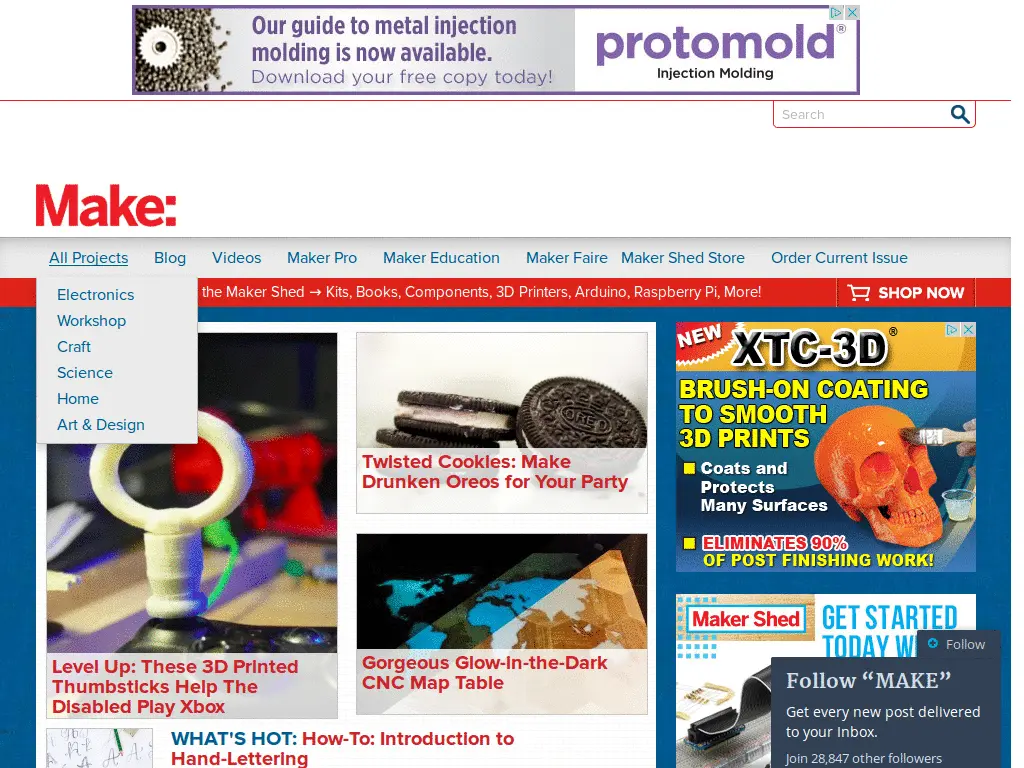 Our guide to metal injection
molding is now available.
Download your free copy today!
protomold®
Injection Molding
Search
Make:
All Projects Blog Videos Maker Pro Maker Education Maker Faire Maker Shed Store Order Current Issue
the Maker Shed → Kits, Books, Components, 3D Printers, Arduino, Raspberry Pi, More!
SHOP NOW
Electronics
Workshop
Craft
Science
Home
Art & Design
Level Up: These 3D Printed
Thumbsticks Help The
Disabled Play Xbox
OREO
Twisted Cookies: Make
Drunken Oreos for Your Party
Gorgeous Glow-in-the-Dark
CNC Map Table
WHAT'S HOT: How-To: Introduction to
Hand-Lettering
NEW
XTC-3D®
BRUSH-ON COATING
TO SMOOTH
3D PRINTS
Coats and
Protects
Many Surfaces
ELIMINATES 90%
OF POST FINISHING WORK!
Maker Shed
GET STARTED
TODAY W
Follow
Follow “MAKE”
Get every new post delivered
to your Inbox.
Join 28,847 other followers